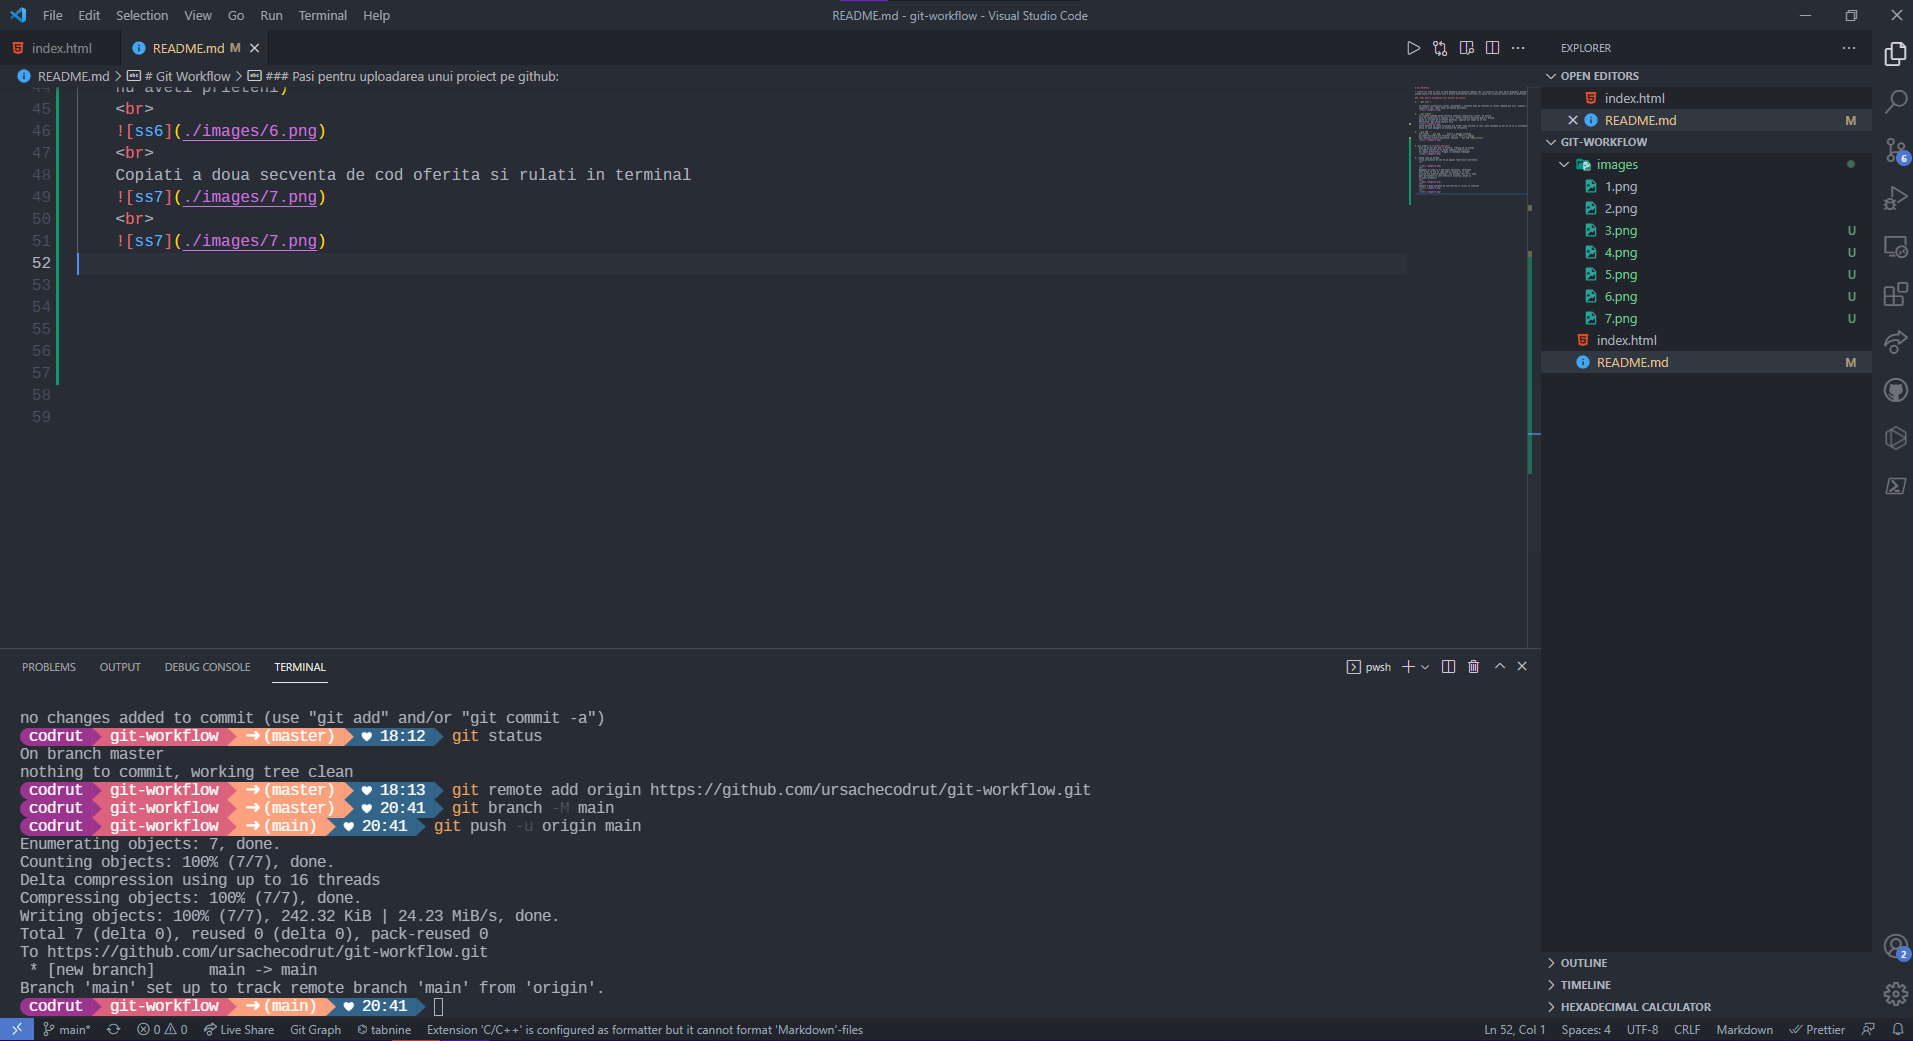 File Edit Selection View Go Run Terminal Help
README.md - git-workflow - Visual Studio Code
index.html
README.md M
README.md > # Git Workflow > ### Pasi pentru uploadarea unui proiect pe github:
EXPLORER
OPEN EDITORS
index.html
README.md M
GIT-WORKFLOW
images
1.png
2.png
3.png U
4.png U
5.png U
6.png U
7.png U
index.html
README.md M
44 nu aveti prieteni)
45 <br>
46 ![ss6](./images/6.png)
47 <br>
48 Copiati a doua secventa de cod oferita si rulati in terminal
49 ![ss7](./images/7.png)
50 <br>
51 ![ss7](./images/7.png)
52
53
54
55
56
57
58
59
6
PROBLEMS OUTPUT DEBUG CONSOLE TERMINAL
pwsh
no changes added to commit (use "git add" and/or "git commit -a")
codrut git-workflow ➜ (master) ♥ 18:12 git status
On branch master
nothing to commit, working tree clean
codrut git-workflow ➜ (master) ♥ 18:13 git remote add origin https://github.com/ursachecodrut/git-workflow.git
codrut git-workflow ➜ (master) ♥ 20:41 git branch -M main
codrut git-workflow ➜ (main) ♥ 20:41 git push -u origin main
Enumerating objects: 7, done.
Counting objects: 100% (7/7), done.
Delta compression using up to 16 threads
Compressing objects: 100% (7/7), done.
Writing objects: 100% (7/7), 242.32 KiB | 24.23 MiB/s, done.
Total 7 (delta 0), reused 0 (delta 0), pack-reused 0
To https://github.com/ursachecodrut/git-workflow.git
 * [new branch]      main -> main
Branch 'main' set up to track remote branch 'main' from 'origin'.
codrut git-workflow ➜ (main) ♥ 20:41
OUTLINE
TIMELINE
HEXADECIMAL CALCULATOR
2
main* 0 0 Live Share Git Graph tabnine Extension 'C/C++' is configured as formatter but it cannot format 'Markdown'-files
Ln 52, Col 1 Spaces: 4 UTF-8 CRLF Markdown Prettier